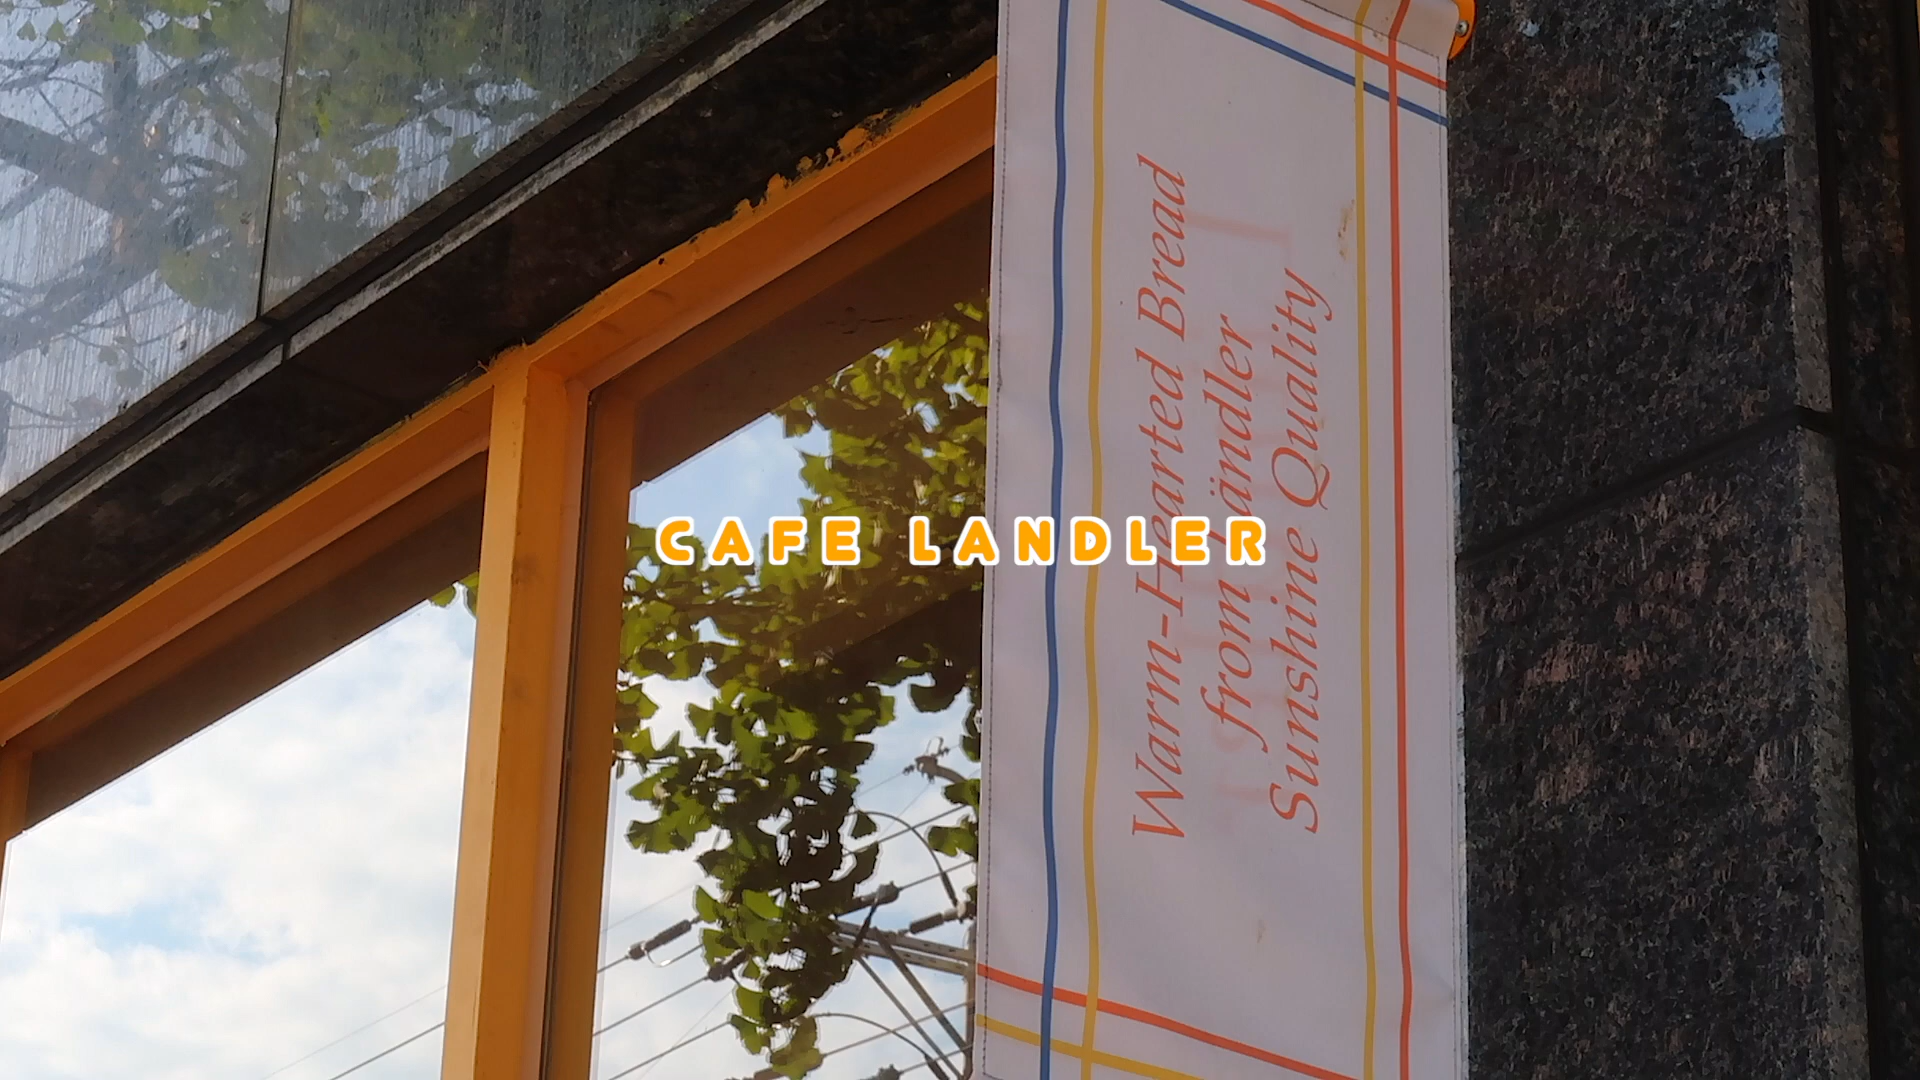 CAFE LANDLER
Warm-Hearted Bread
from Ländler
Sunshine Quality